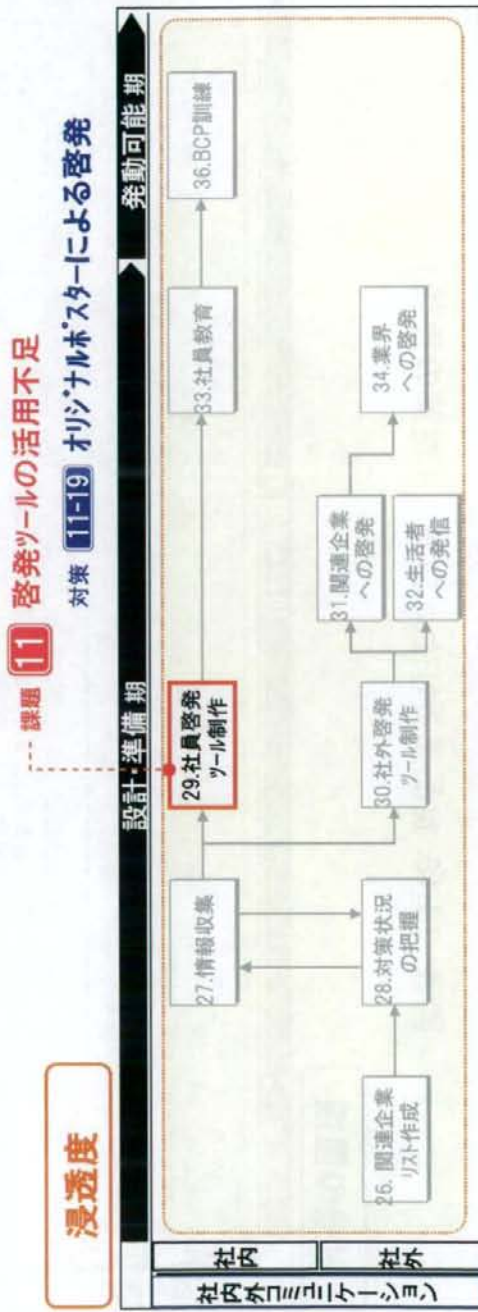 課題 11 啓発ツールの活用不足
対策 11-19 オリジナルポスターによる啓発
浸透度
設計・準備 期
発動可能 期
社内外コミュニケーション
社内
社外
27.情報収集
29.社員啓発
ツール制作
33.社員教育
36.BCP訓練
26. 関連企業
リスト作成
28.対策状況
の把握
30.社外啓発
ツール制作
31.関連企業
への啓発
32.生活者
への発信
34.業界
への啓発